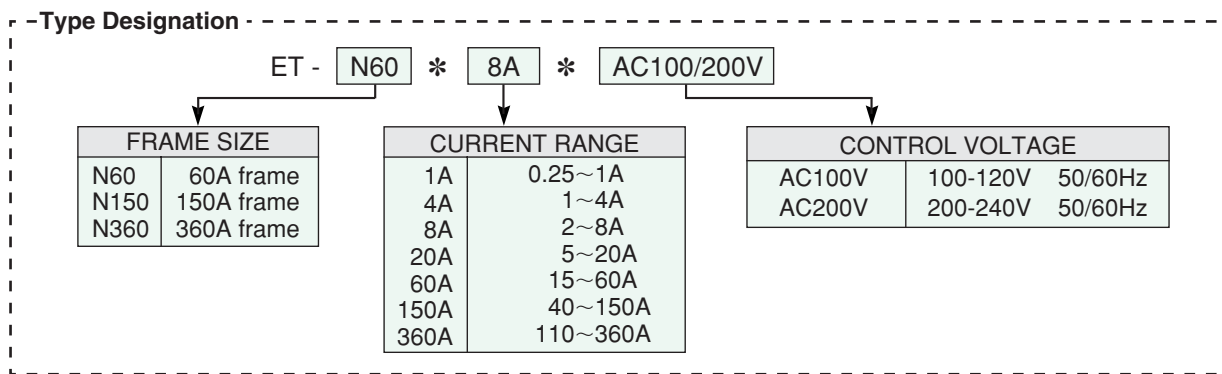 Type Designation
ET - N60 ✻ 8A ✻ AC100/200V
FRAME SIZE
N60 60A frame
N150 150A frame
N360 360A frame
CURRENT RANGE
1A 0.25～1A
4A 1～4A
8A 2～8A
20A 5～20A
60A 15～60A
150A 40～150A
360A 110～360A
CONTROL VOLTAGE
AC100V 100-120V 50/60Hz
AC200V 200-240V 50/60Hz